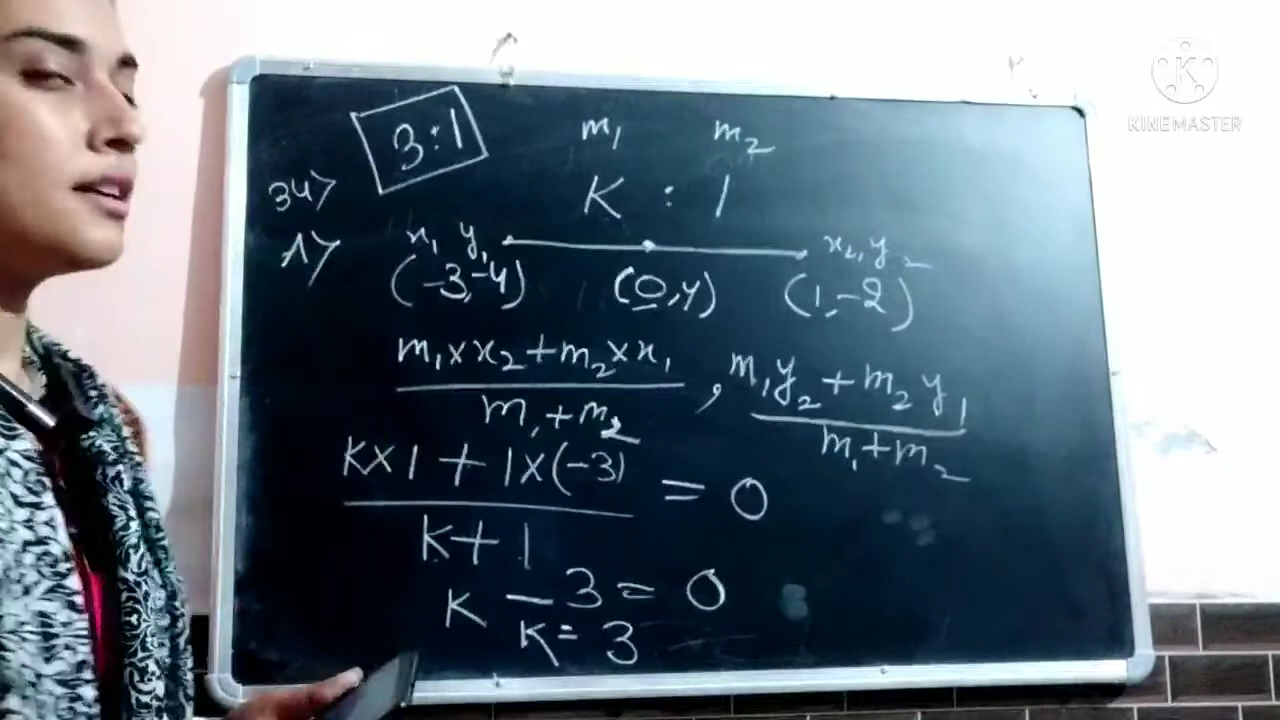 3:1
m₁ m₂
34>
K : 1
A>
x₁ y₁ x₂, y₂
(-3,-4) (0,y) (1,-2)
m₁×x₂+m₂×x₁ / m₁+m₂ , m₁y₂+m₂y₁ / m₁+m₂
K×1+1×(-3) / K+1 = 0
K - 3 = 0
K = 3
KINEMASTER